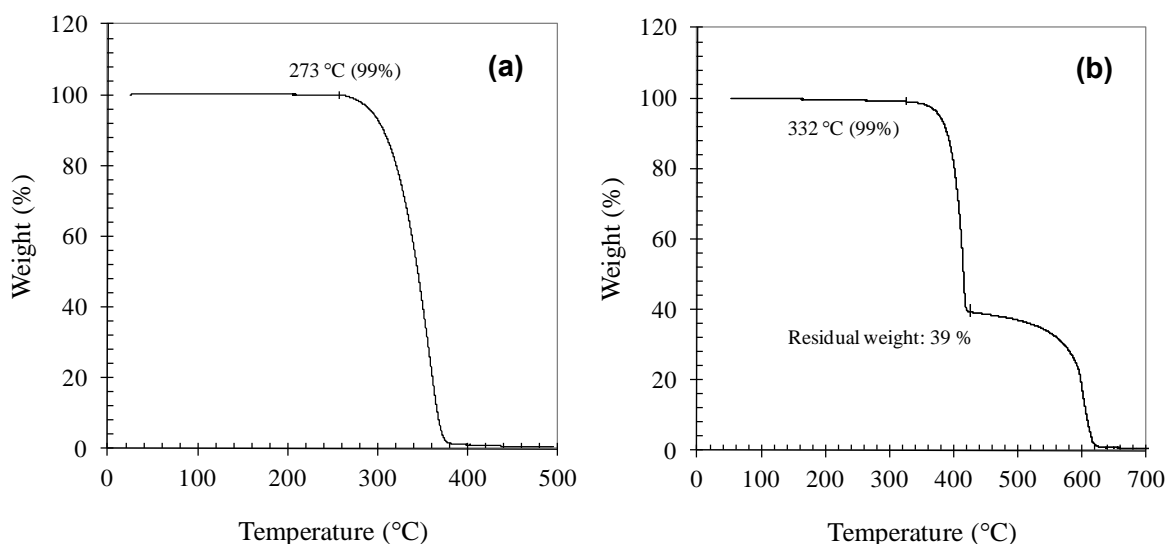 (a)
273 °C (99%)
Weight (%)
120
100
80
60
40
20
0
0 100 200 300 400 500
Temperature (°C)
(b)
332 °C (99%)
Residual weight: 39 %
Weight (%)
120
100
80
60
40
20
0
0 100 200 300 400 500 600 700
Temperature (°C)